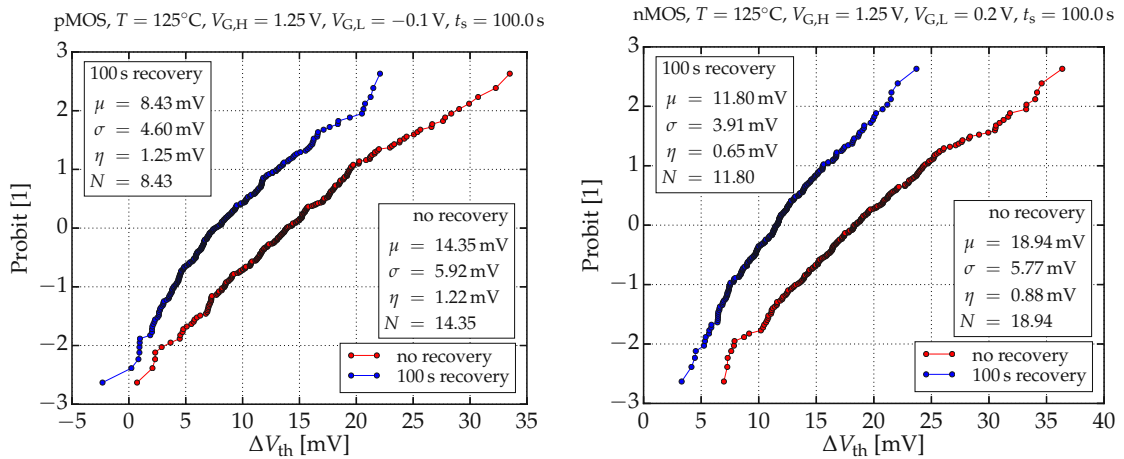 pMOS, T = 125°C, V_G,H = 1.25 V, V_G,L = −0.1 V, t_s = 100.0 s
3
2
1
0
−1
−2
−3
Probit [1]
100 s recovery
μ = 8.43 mV
σ = 4.60 mV
η = 1.25 mV
N = 8.43
no recovery
μ = 14.35 mV
σ = 5.92 mV
η = 1.22 mV
N = 14.35
no recovery
100 s recovery
−5 0 5 10 15 20 25 30 35
ΔV_th [mV]
nMOS, T = 125°C, V_G,H = 1.25 V, V_G,L = 0.2 V, t_s = 100.0 s
3
2
1
0
−1
−2
−3
Probit [1]
100 s recovery
μ = 11.80 mV
σ = 3.91 mV
η = 0.65 mV
N = 11.80
no recovery
μ = 18.94 mV
σ = 5.77 mV
η = 0.88 mV
N = 18.94
no recovery
100 s recovery
0 5 10 15 20 25 30 35 40
ΔV_th [mV]